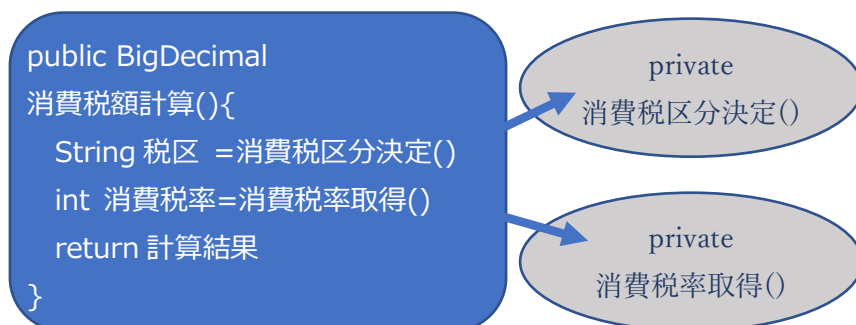 public BigDecimal
消費税額計算(){
String 税区 =消費税区分決定()
int 消費税率=消費税率取得()
return 計算結果
}
private
消費税区分決定()
private
消費税率取得()